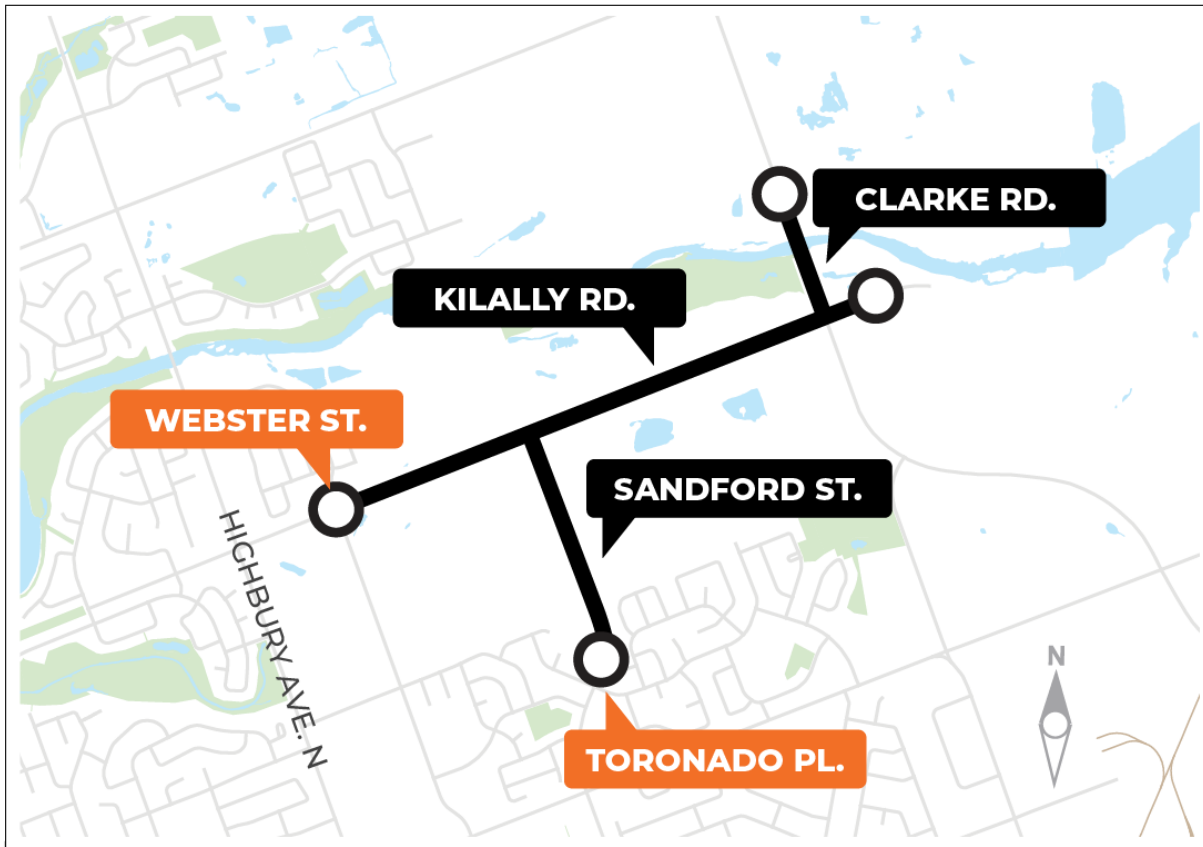 CLARKE RD.
KILALLY RD.
WEBSTER ST.
SANDFORD ST.
HIGHBURY AVE. N
N
TORONADO PL.